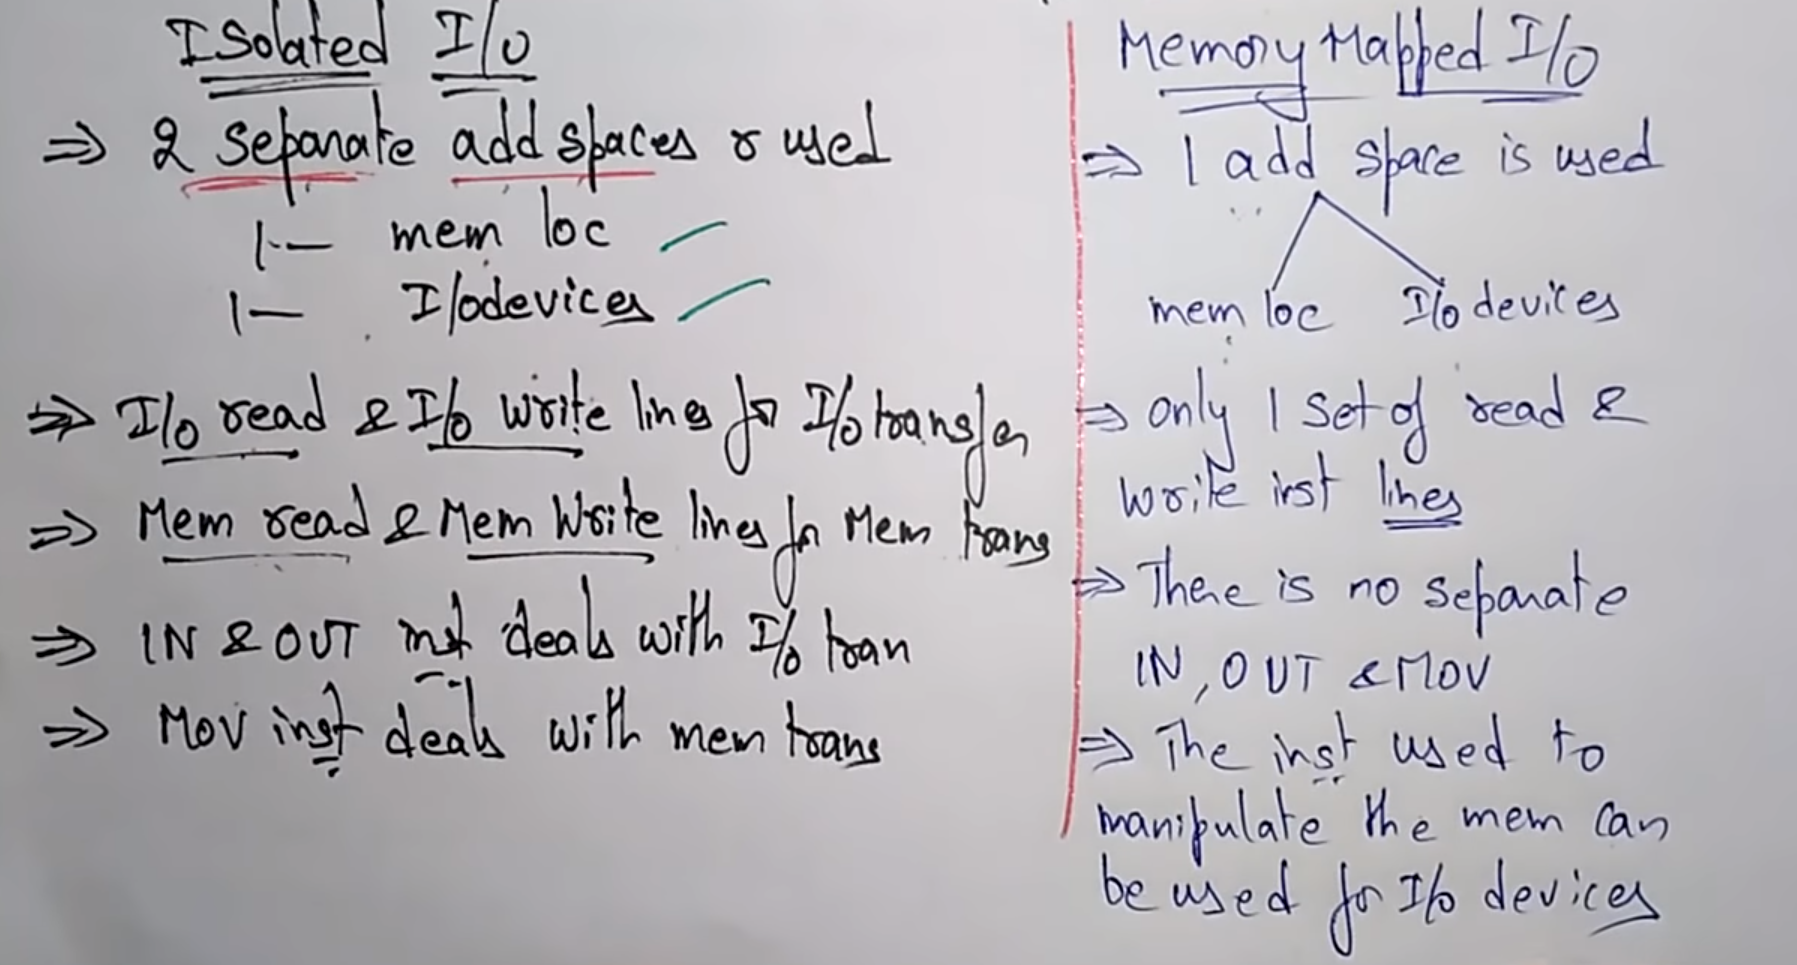 Isolated I/O
⇒ 2 separate add spaces r used
1 — mem loc
1 — I/o devices
⇒ I/o read & I/o write lines for I/o transfer
⇒ Mem read & Mem Write lines for Mem trans
⇒ IN & OUT inst deals with I/o tran
⇒ MOV inst deals with mem trans
Memory Mapped I/O
⇒ 1 add space is used
mem loc I/o devices
⇒ only 1 set of read &
write inst lines
⇒ There is no separate
IN, OUT & MOV
⇒ The inst used to
manipulate the mem can
be used for I/o devices